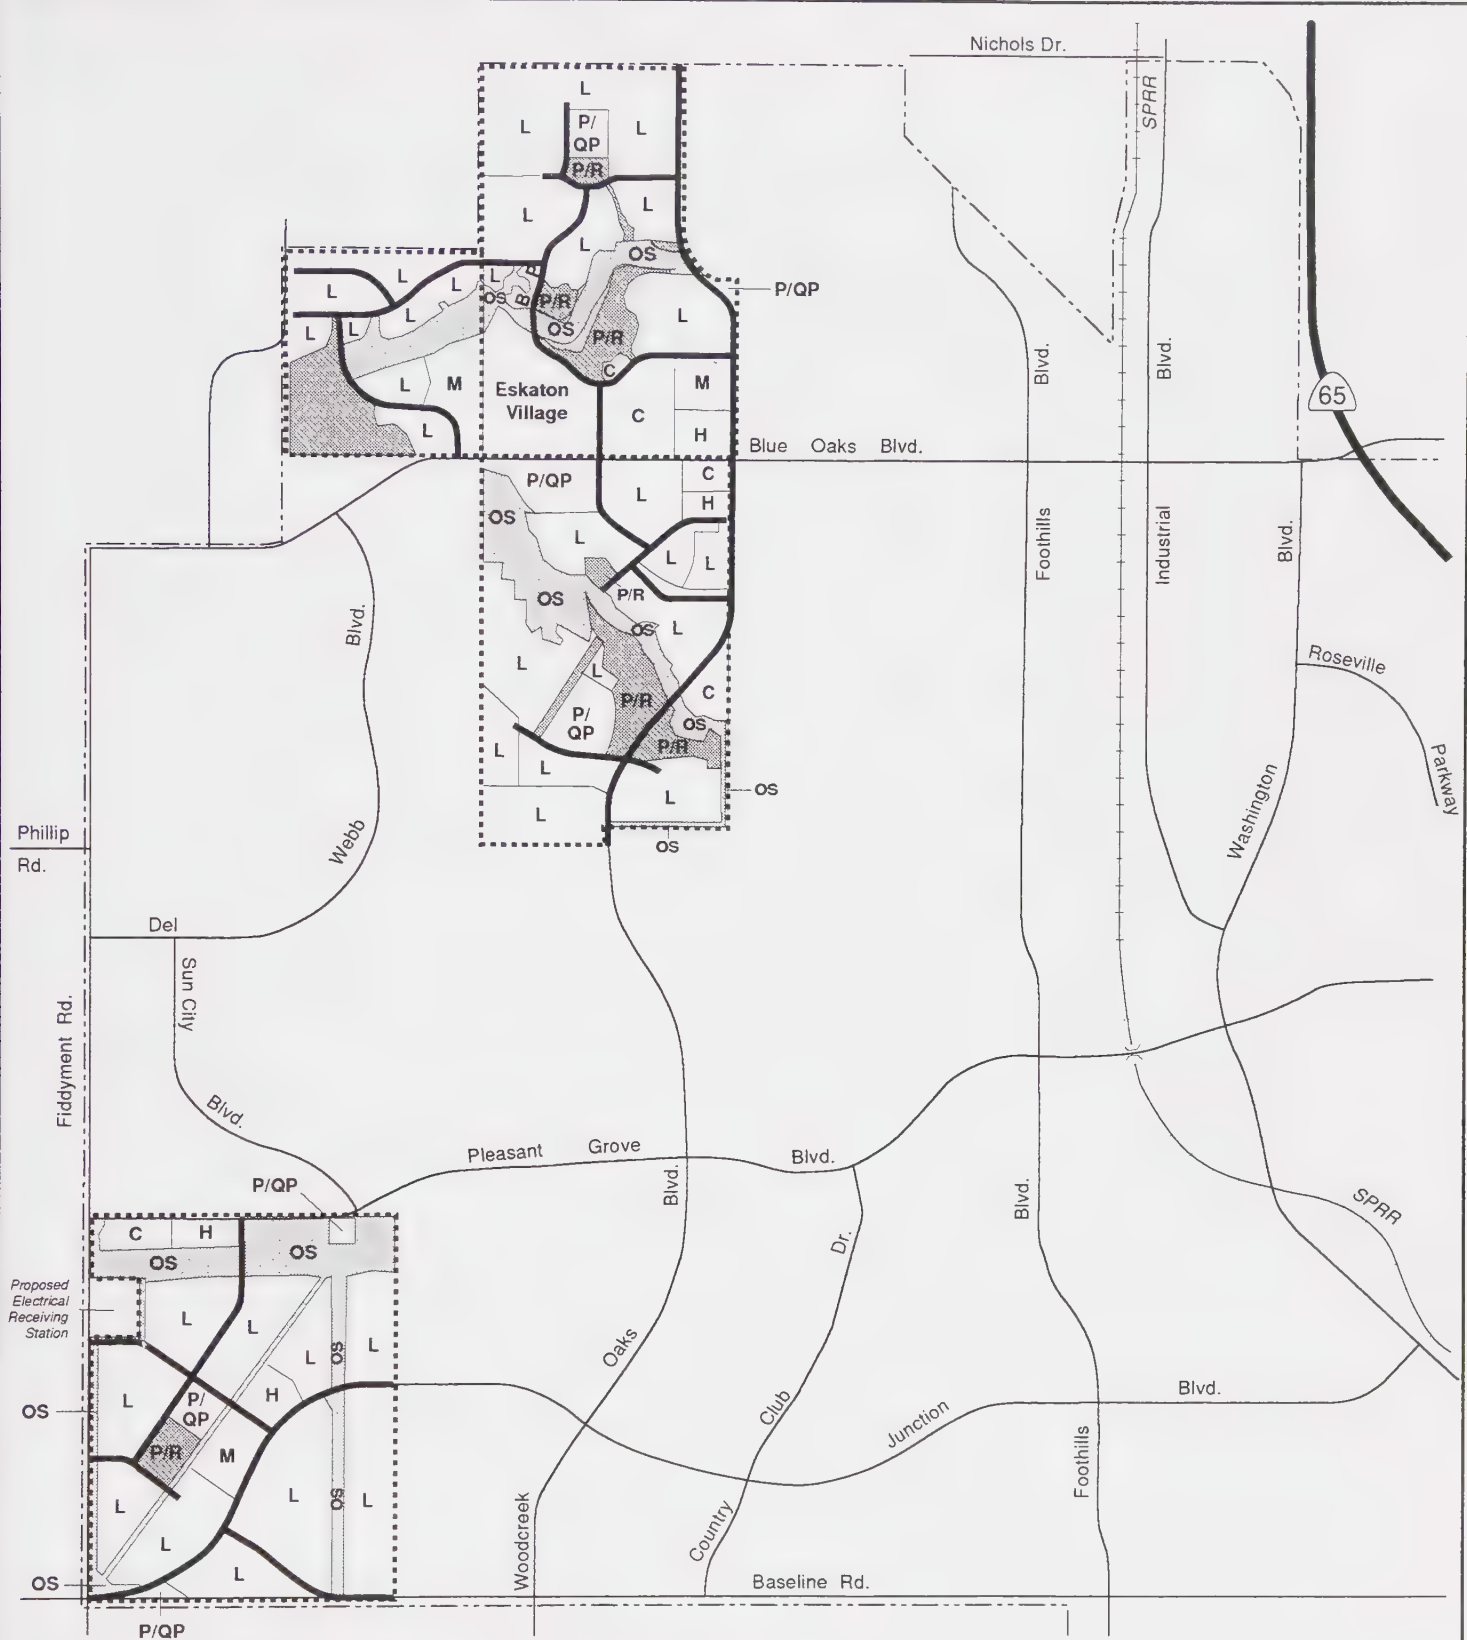 Nichols Dr.
SPRR
L
L
P/
QP
L
P/R
L
L
L
OS
P/QP
L
L
L
L
L
L
L
OS
B
B
P/R
OS
P/R
L
65
Blvd.
Blvd.
C
L
M
Eskaton
Village
M
C
H
L
Blue Oaks Blvd.
P/QP
L
C
H
OS
L
L
L
Foothills
Industrial
Blvd.
OS
P/R
Blvd.
OS
L
L
L
Roseville
P/R
C
P/
QP
OS
Parkway
L
P/R
L
OS
L
Washington
L
Phillip
Rd.
Webb
OS
Del
Sun City
Fiddyment Rd.
Blvd.
Pleasant Grove Blvd.
P/QP
Blvd.
Blvd.
SPRR
C
H
OS
OS
Dr.
Proposed
Electrical
Receiving
Station
L
L
L
OS
L
Oaks
L
H
Blvd.
OS
P/
QP
Club
Junction
P/R
M
Foothills
L
L
OS
L
L
Woodcreek
Country
L
OS
Baseline Rd.
P/QP